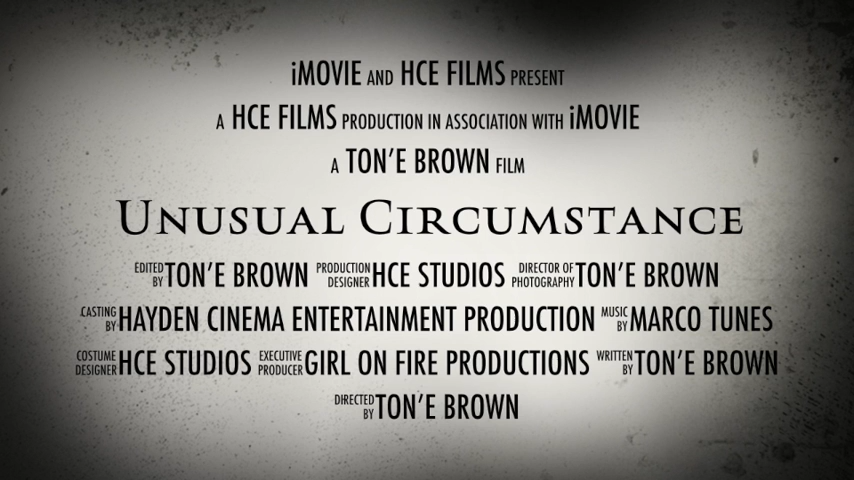 iMOVIE AND HCE FILMS PRESENT
A HCE FILMS PRODUCTION IN ASSOCIATION WITH iMOVIE
A TON'E BROWN FILM
UNUSUAL CIRCUMSTANCE
EDITED BY TON'E BROWN PRODUCTION DESIGNER HCE STUDIOS DIRECTOR OF PHOTOGRAPHY TON'E BROWN
CASTING BY HAYDEN CINEMA ENTERTAINMENT PRODUCTION MUSIC BY MARCO TUNES
COSTUME DESIGNER HCE STUDIOS EXECUTIVE PRODUCER GIRL ON FIRE PRODUCTIONS WRITTEN BY TON'E BROWN
DIRECTED BY TON'E BROWN